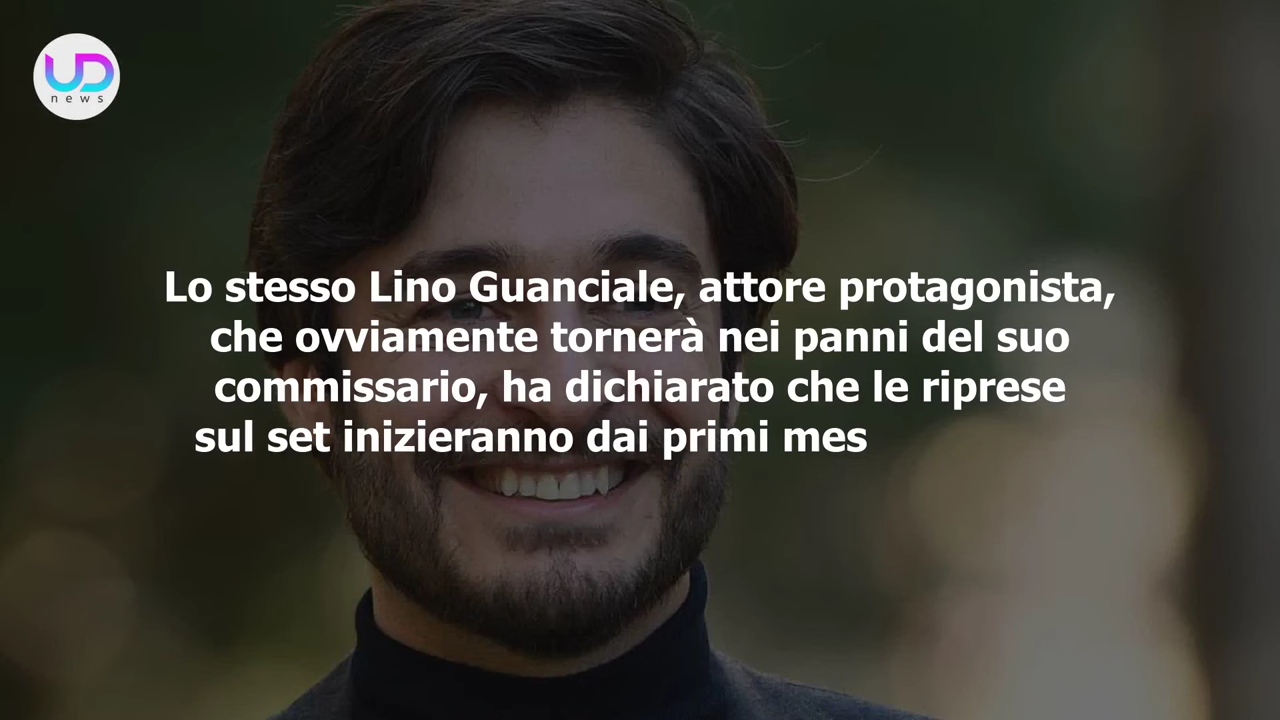 UD
news
Lo stesso Lino Guanciale, attore protagonista,
che ovviamente tornerà nei panni del suo
commissario, ha dichiarato che le riprese
sul set inizieranno dai primi mes